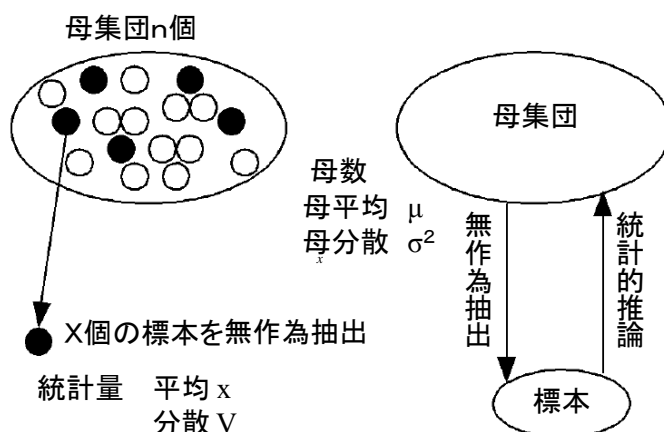 母集団n個
母集団
母数
母平均 μ
母分散 σ²
x
無作為抽出
統計的推論
X個の標本を無作為抽出
統計量 平均 x
分散 V
標本